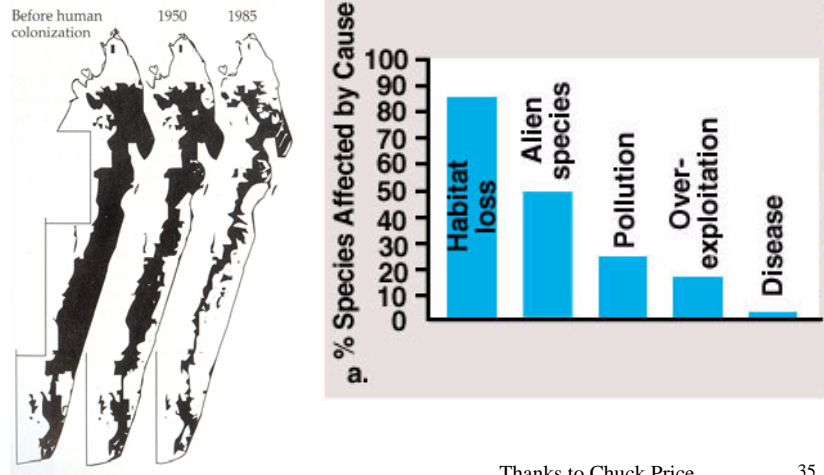 Before human
colonization
1950
1985
% Species Affected by Cause
100
90
80
70
60
50
40
30
20
10
0
Habitat
loss
Alien
species
Pollution
Over-
exploitation
Disease
a.
Thanks to Chuck Price
35